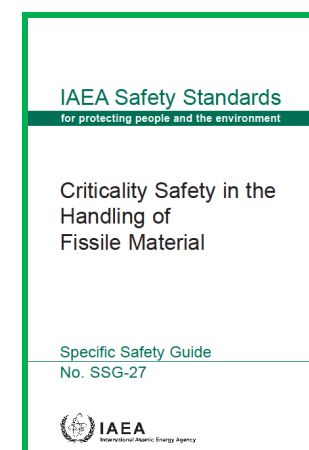 IAEA Safety Standards
for protecting people and the environment
Criticality Safety in the
Handling of
Fissile Material
Specific Safety Guide
No. SSG-27
IAEA
International Atomic Energy Agency